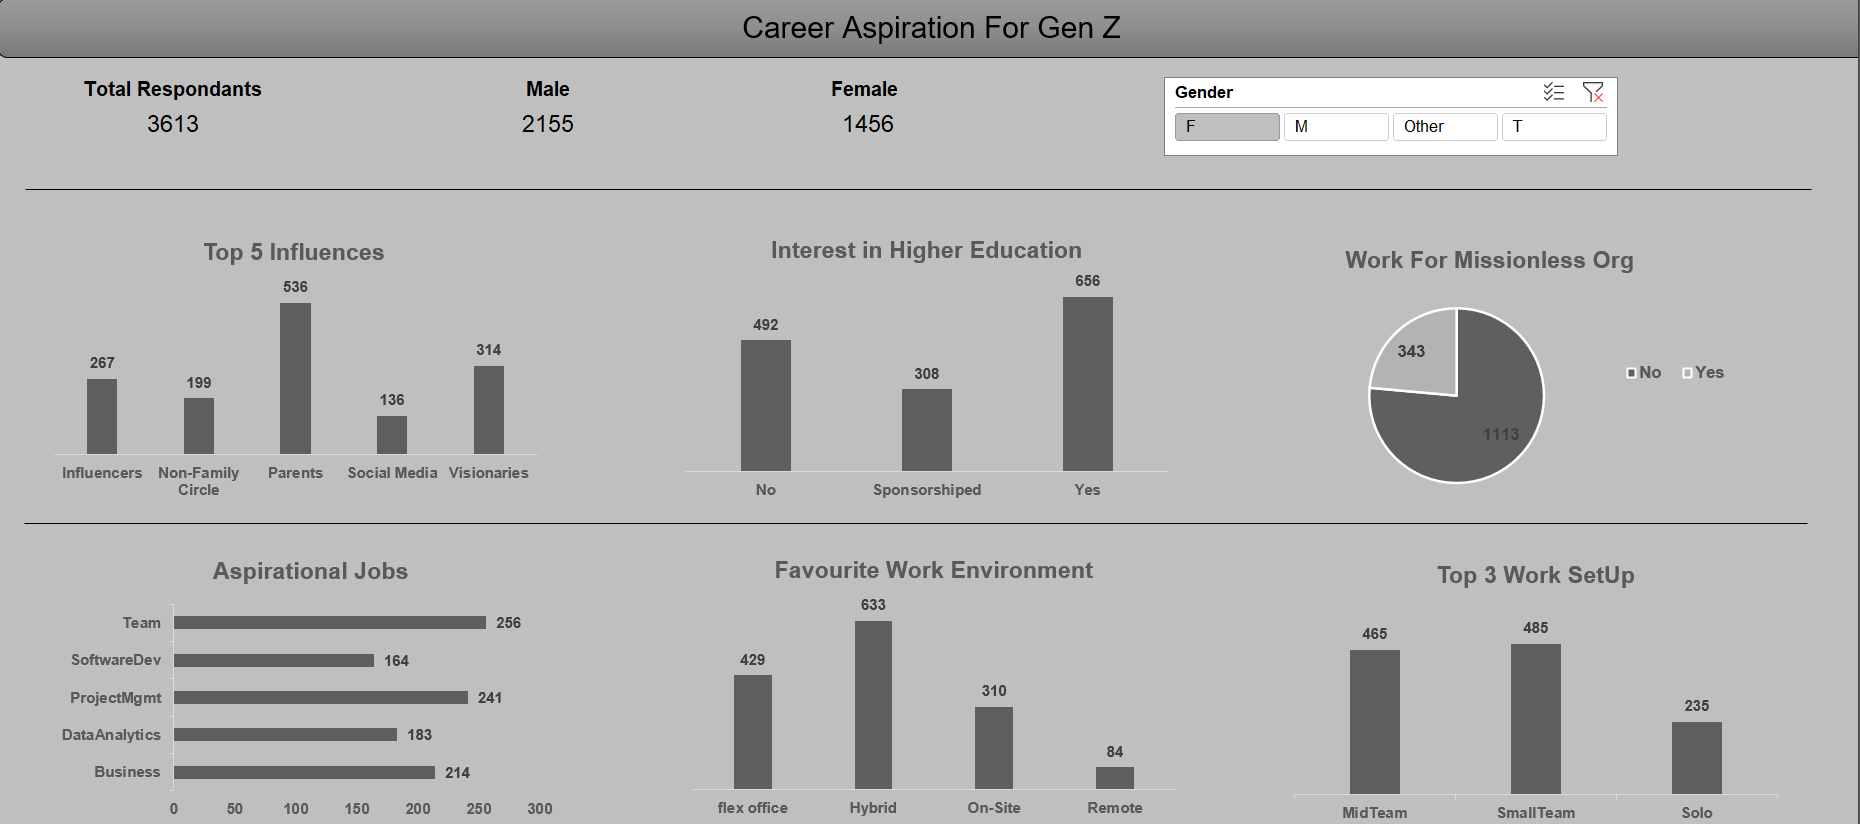 Career Aspiration For Gen Z
Total Respondants
Male
Female
3613
2155
1456
Gender
F
M
Other
T
Top 5 Influences
536
314
267
199
136
Influencers
Non-Family
Circle
Parents
Social Media
Visionaries
Interest in Higher Education
656
492
308
No
Sponsorshiped
Yes
Work For Missionless Org
343
1113
No
Yes
Aspirational Jobs
Team
256
SoftwareDev
164
ProjectMgmt
241
DataAnalytics
183
Business
214
0
50
100
150
200
250
300
Favourite Work Environment
633
429
310
84
flex office
Hybrid
On-Site
Remote
Top 3 Work SetUp
465
485
235
MidTeam
SmallTeam
Solo